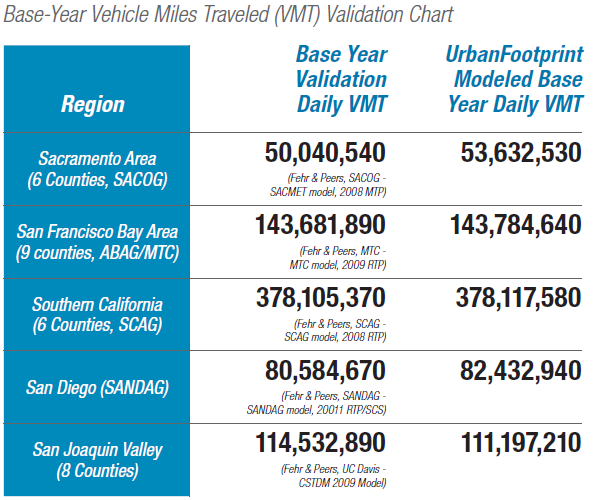 Base-Year Vehicle Miles Traveled (VMT) Validation Chart
Region
Base Year
Validation
Daily VMT
UrbanFootprint
Modeled Base
Year Daily VMT
Sacramento Area
(6 Counties, SACOG)
50,040,540
(Fehr & Peers, SACOG -
SACMET model, 2008 MTP)
53,632,530
San Francisco Bay Area
(9 counties, ABAG/MTC)
143,681,890
(Fehr & Peers, MTC -
MTC model, 2009 RTP)
143,784,640
Southern California
(6 Counties, SCAG)
378,105,370
(Fehr & Peers, SCAG -
SCAG model, 2008 RTP)
378,117,580
San Diego (SANDAG)
80,584,670
(Fehr & Peers, SANDAG -
SANDAG model, 20011 RTP/SCS)
82,432,940
San Joaquin Valley
(8 Counties)
114,532,890
(Fehr & Peers, UC Davis -
CSTDM 2009 Model)
111,197,210